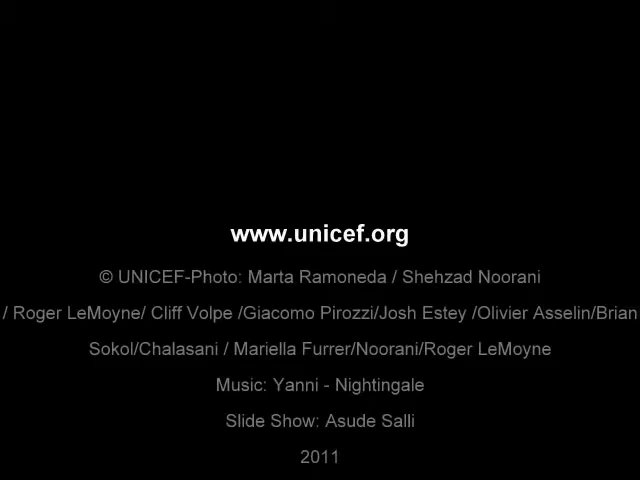 www.unicef.org
© UNICEF-Photo: Marta Ramoneda / Shehzad Noorani
/ Roger LeMoyne/ Cliff Volpe /Giacomo Pirozzi/Josh Estey /Olivier Asselin/Brian
Sokol/Chalasani / Mariella Furrer/Noorani/Roger LeMoyne
Music: Yanni - Nightingale
Slide Show: Asude Salli
2011